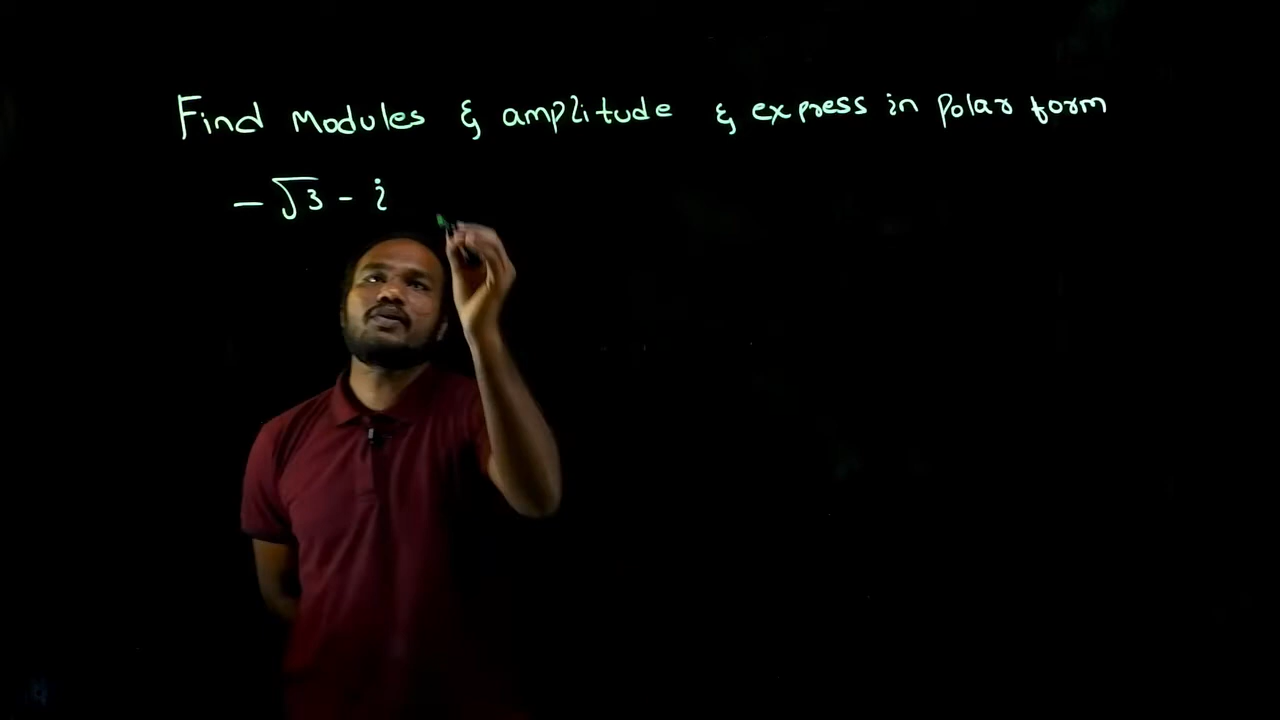 Find Modules & amplitude & express in polar form
- √3 - i